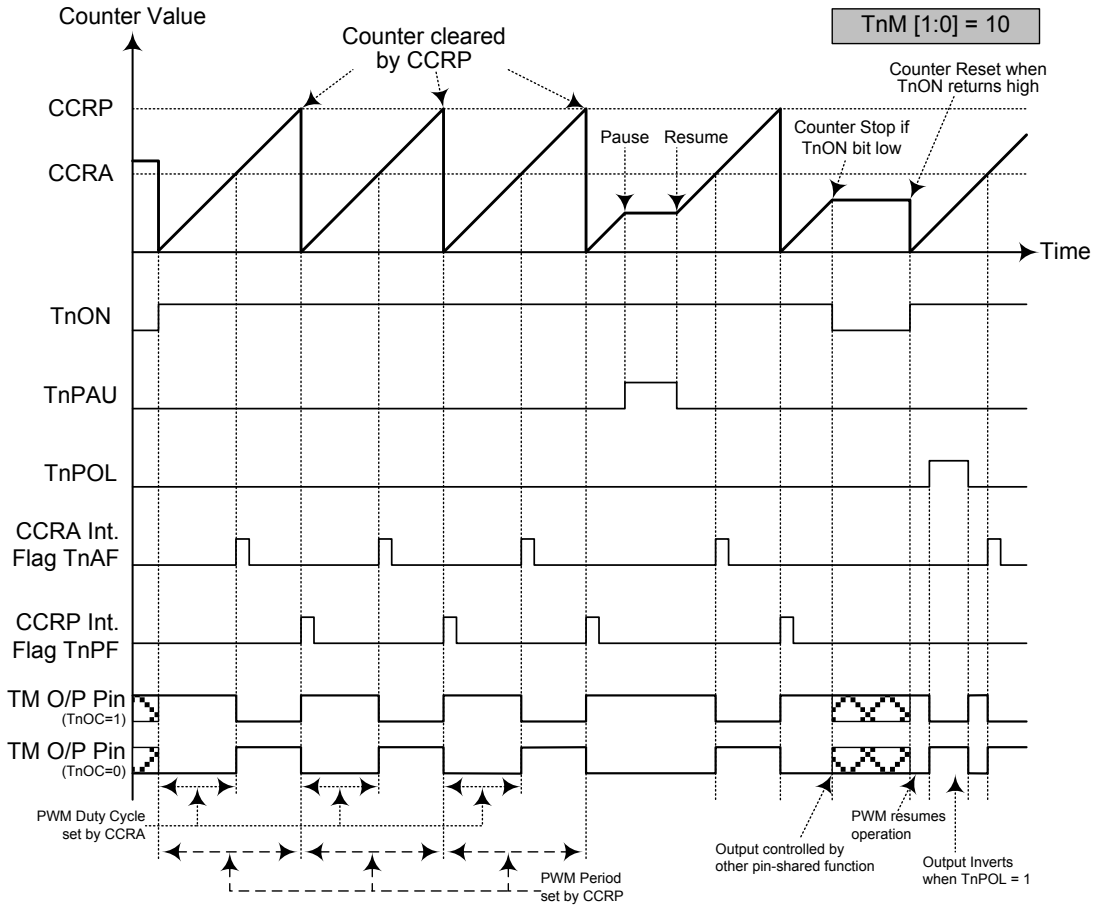 Counter Value
TnM [1:0] = 10
Counter cleared
by CCRP
Counter Reset when
TnON returns high
CCRP
Pause
Resume
Counter Stop if
TnON bit low
CCRA
Time
TnON
TnPAU
TnPOL
CCRA Int.
Flag TnAF
CCRP Int.
Flag TnPF
TM O/P Pin
(TnOC=1)
TM O/P Pin
(TnOC=0)
PWM Duty Cycle
set by CCRA
PWM resumes
operation
Output controlled by
other pin-shared function
Output Inverts
when TnPOL = 1
PWM Period
set by CCRP